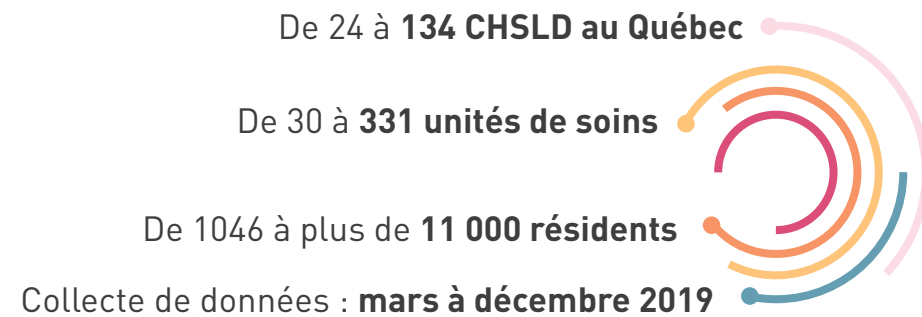 De 24 à 134 CHSLD au Québec
De 30 à 331 unités de soins
De 1046 à plus de 11 000 résidents
Collecte de données : mars à décembre 2019